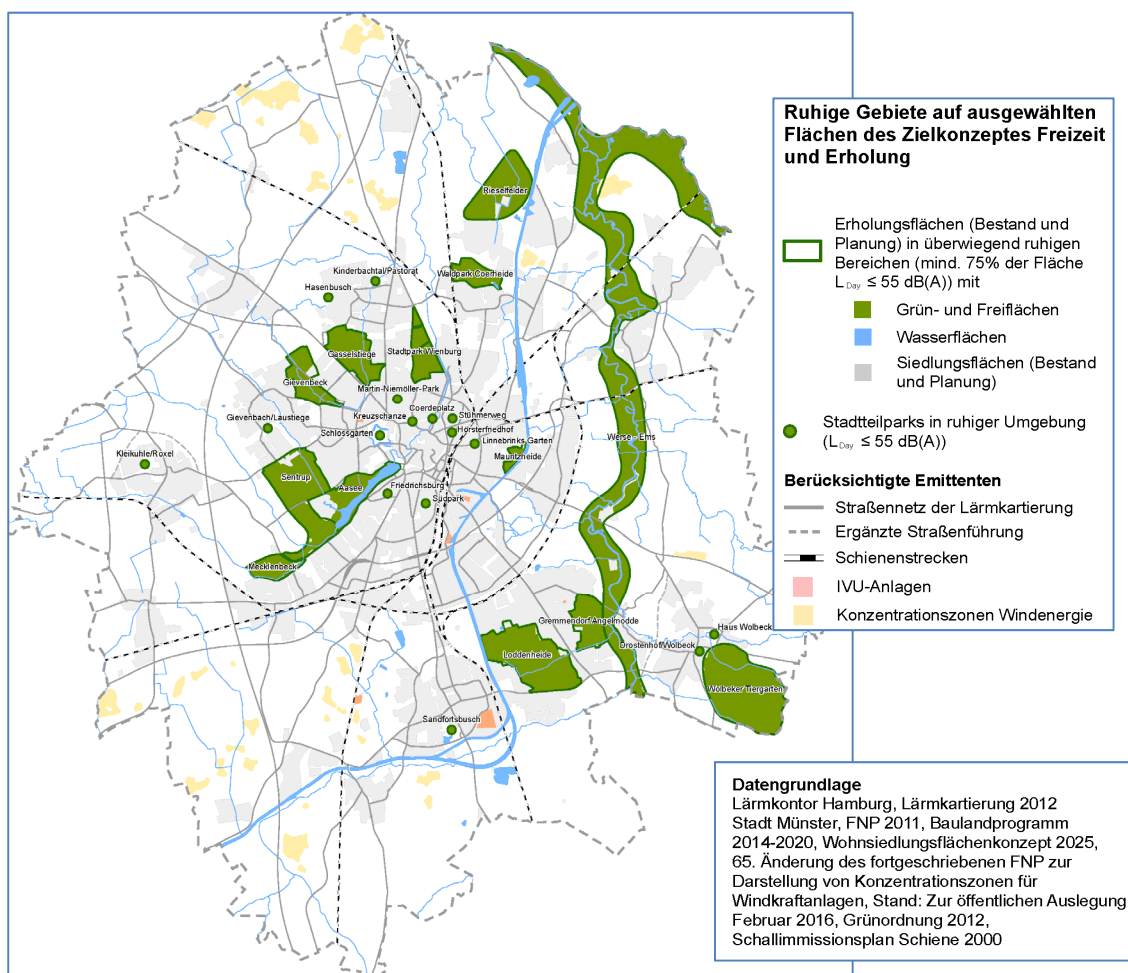 Ruhige Gebiete auf ausgewählten
Flächen des Zielkonzeptes Freizeit
und Erholung
Erholungsflächen (Bestand und
Planung) in überwiegend ruhigen
Bereichen (mind. 75% der Fläche
L Day ≤ 55 dB(A)) mit
Grün- und Freiflächen
Wasserflächen
Siedlungsflächen (Bestand
und Planung)
Stadtteilparks in ruhiger Umgebung
(L Day ≤ 55 dB(A))
Berücksichtigte Emittenten
Straßennetz der Lärmkartierung
Ergänzte Straßenführung
Schienenstrecken
IVU-Anlagen
Konzentrationszonen Windenergie
Rieselfelder
Kinderbachtal/Pastorat
Waldpark Coerheide
Hasenbusch
Gasselstiege
Stadtpark Wienburg
Gievenbeck
Martin-Niemöller-Park
Coerdeplatz
Kreuzschanze
Stühmerweg
Gievenbach/Laustiege
Schlossgarten
Hörsterfriedhof
Linnebrinks Garten
Werse - Ems
Kleikuhle/Roxel
Mauritzheide
Sentrup
Aasee
Friedrichsburg
Südpark
Mecklenbeck
Gremmendorf/Angelmodde
Haus Wolbeck
Drostenhof/Wolbeck
Loddenheide
Wolbeker Tiergarten
Sandfortsbusch
Datengrundlage
Lärmkontor Hamburg, Lärmkartierung 2012
Stadt Münster, FNP 2011, Baulandprogramm
2014-2020, Wohnsiedlungsflächenkonzept 2025,
65. Änderung des fortgeschriebenen FNP zur
Darstellung von Konzentrationszonen für
Windkraftanlagen, Stand: Zur öffentlichen Auslegung
Februar 2016, Grünordnung 2012,
Schallimmissionsplan Schiene 2000